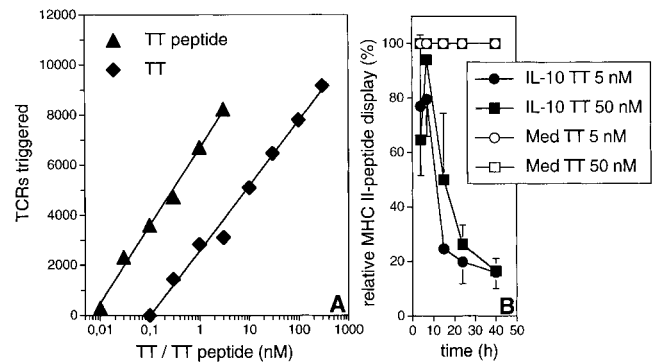 TCRs triggered
12000
10000
8000
6000
4000
2000
0
TT peptide
TT
0,01 0,1 1 10 100 1000
TT / TT peptide (nM)
A
relative MHC II-peptide display (%)
100
80
60
40
20
0
IL-10 TT 5 nM
IL-10 TT 50 nM
Med TT 5 nM
Med TT 50 nM
0 10 20 30 40 50
time (h)
B